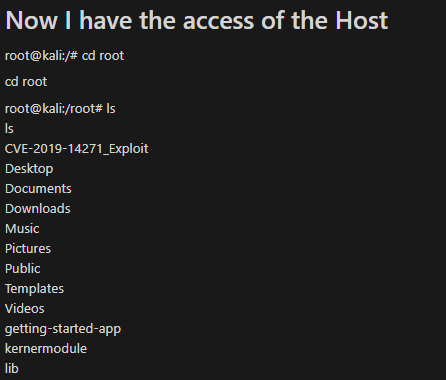 Now I have the access of the Host
root@kali:/# cd root
cd root
root@kali:/root# ls
ls
CVE-2019-14271_Exploit
Desktop
Documents
Downloads
Music
Pictures
Public
Templates
Videos
getting-started-app
kernermodule
lib